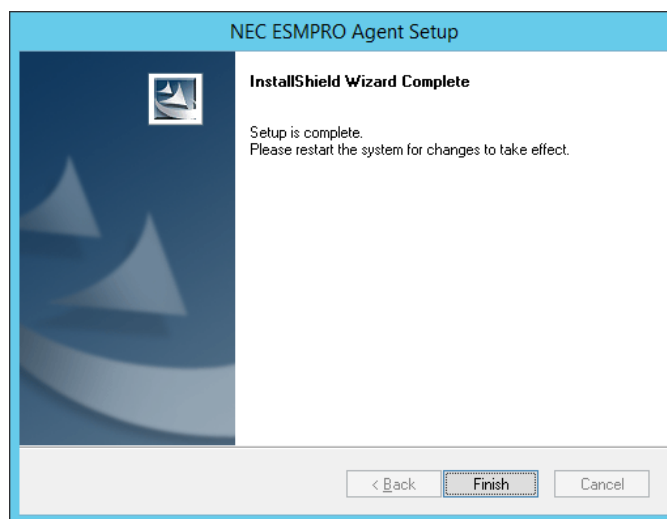 NEC ESMPRO Agent Setup
InstallShield Wizard Complete
Setup is complete.
Please restart the system for changes to take effect.
< Back
Finish
Cancel